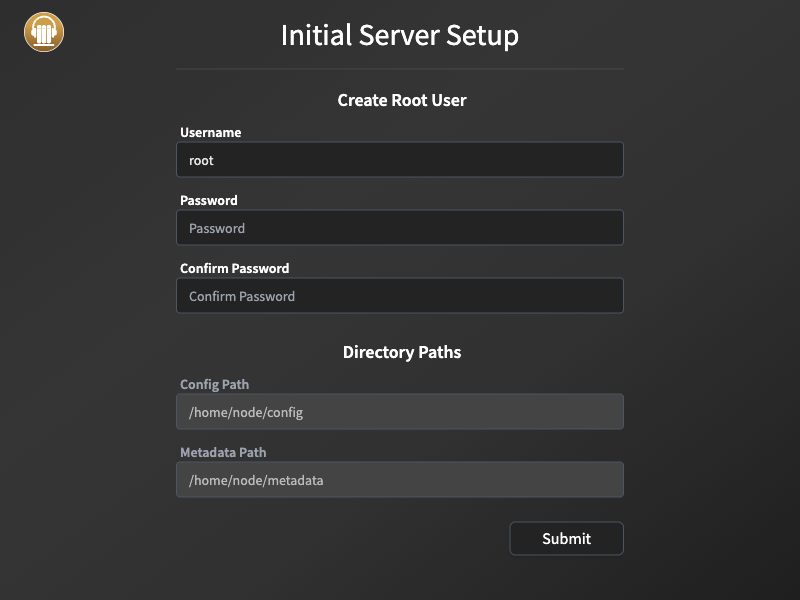 Initial Server Setup
Create Root User
Username
root
Password
Password
Confirm Password
Confirm Password
Directory Paths
Config Path
/home/node/config
Metadata Path
/home/node/metadata
Submit